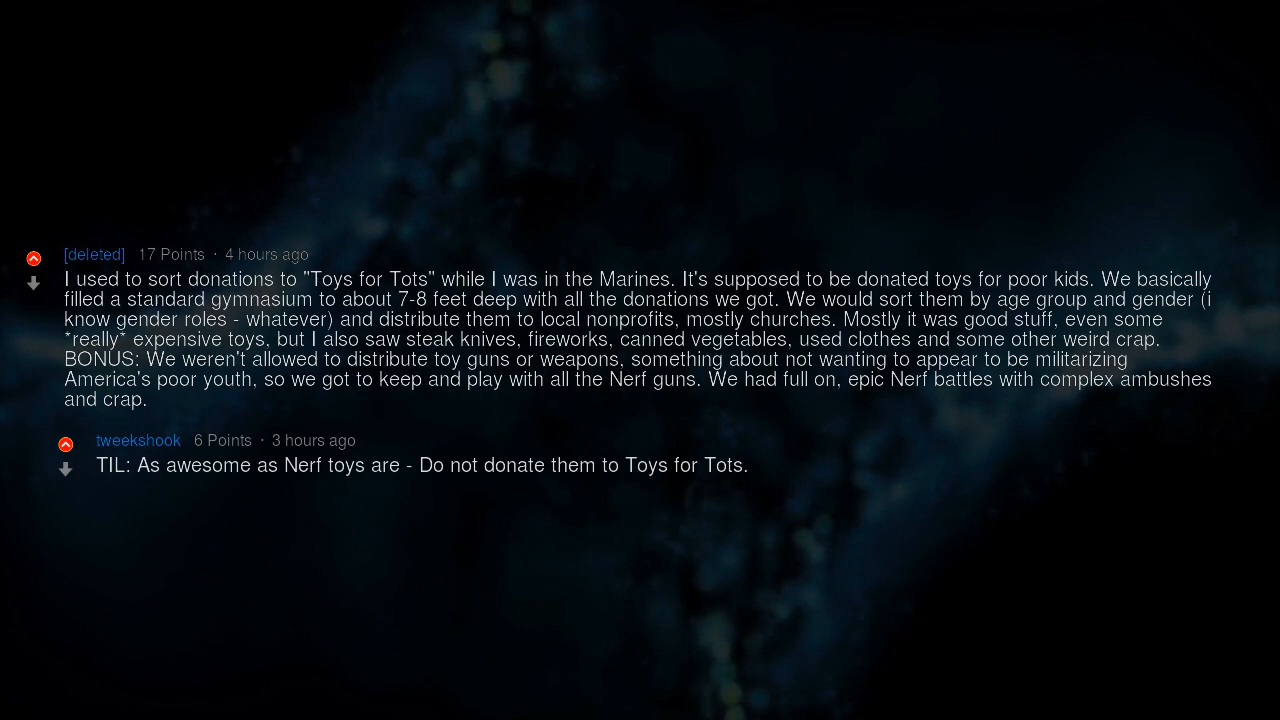 [deleted] 17 Points · 4 hours ago
I used to sort donations to "Toys for Tots" while I was in the Marines. It's supposed to be donated toys for poor kids. We basically
filled a standard gymnasium to about 7-8 feet deep with all the donations we got. We would sort them by age group and gender (i
know gender roles - whatever) and distribute them to local nonprofits, mostly churches. Mostly it was good stuff, even some
*really* expensive toys, but I also saw steak knives, fireworks, canned vegetables, used clothes and some other weird crap.
BONUS: We weren't allowed to distribute toy guns or weapons, something about not wanting to appear to be militarizing
America's poor youth, so we got to keep and play with all the Nerf guns. We had full on, epic Nerf battles with complex ambushes
and crap.
tweekshook 6 Points · 3 hours ago
TIL: As awesome as Nerf toys are - Do not donate them to Toys for Tots.